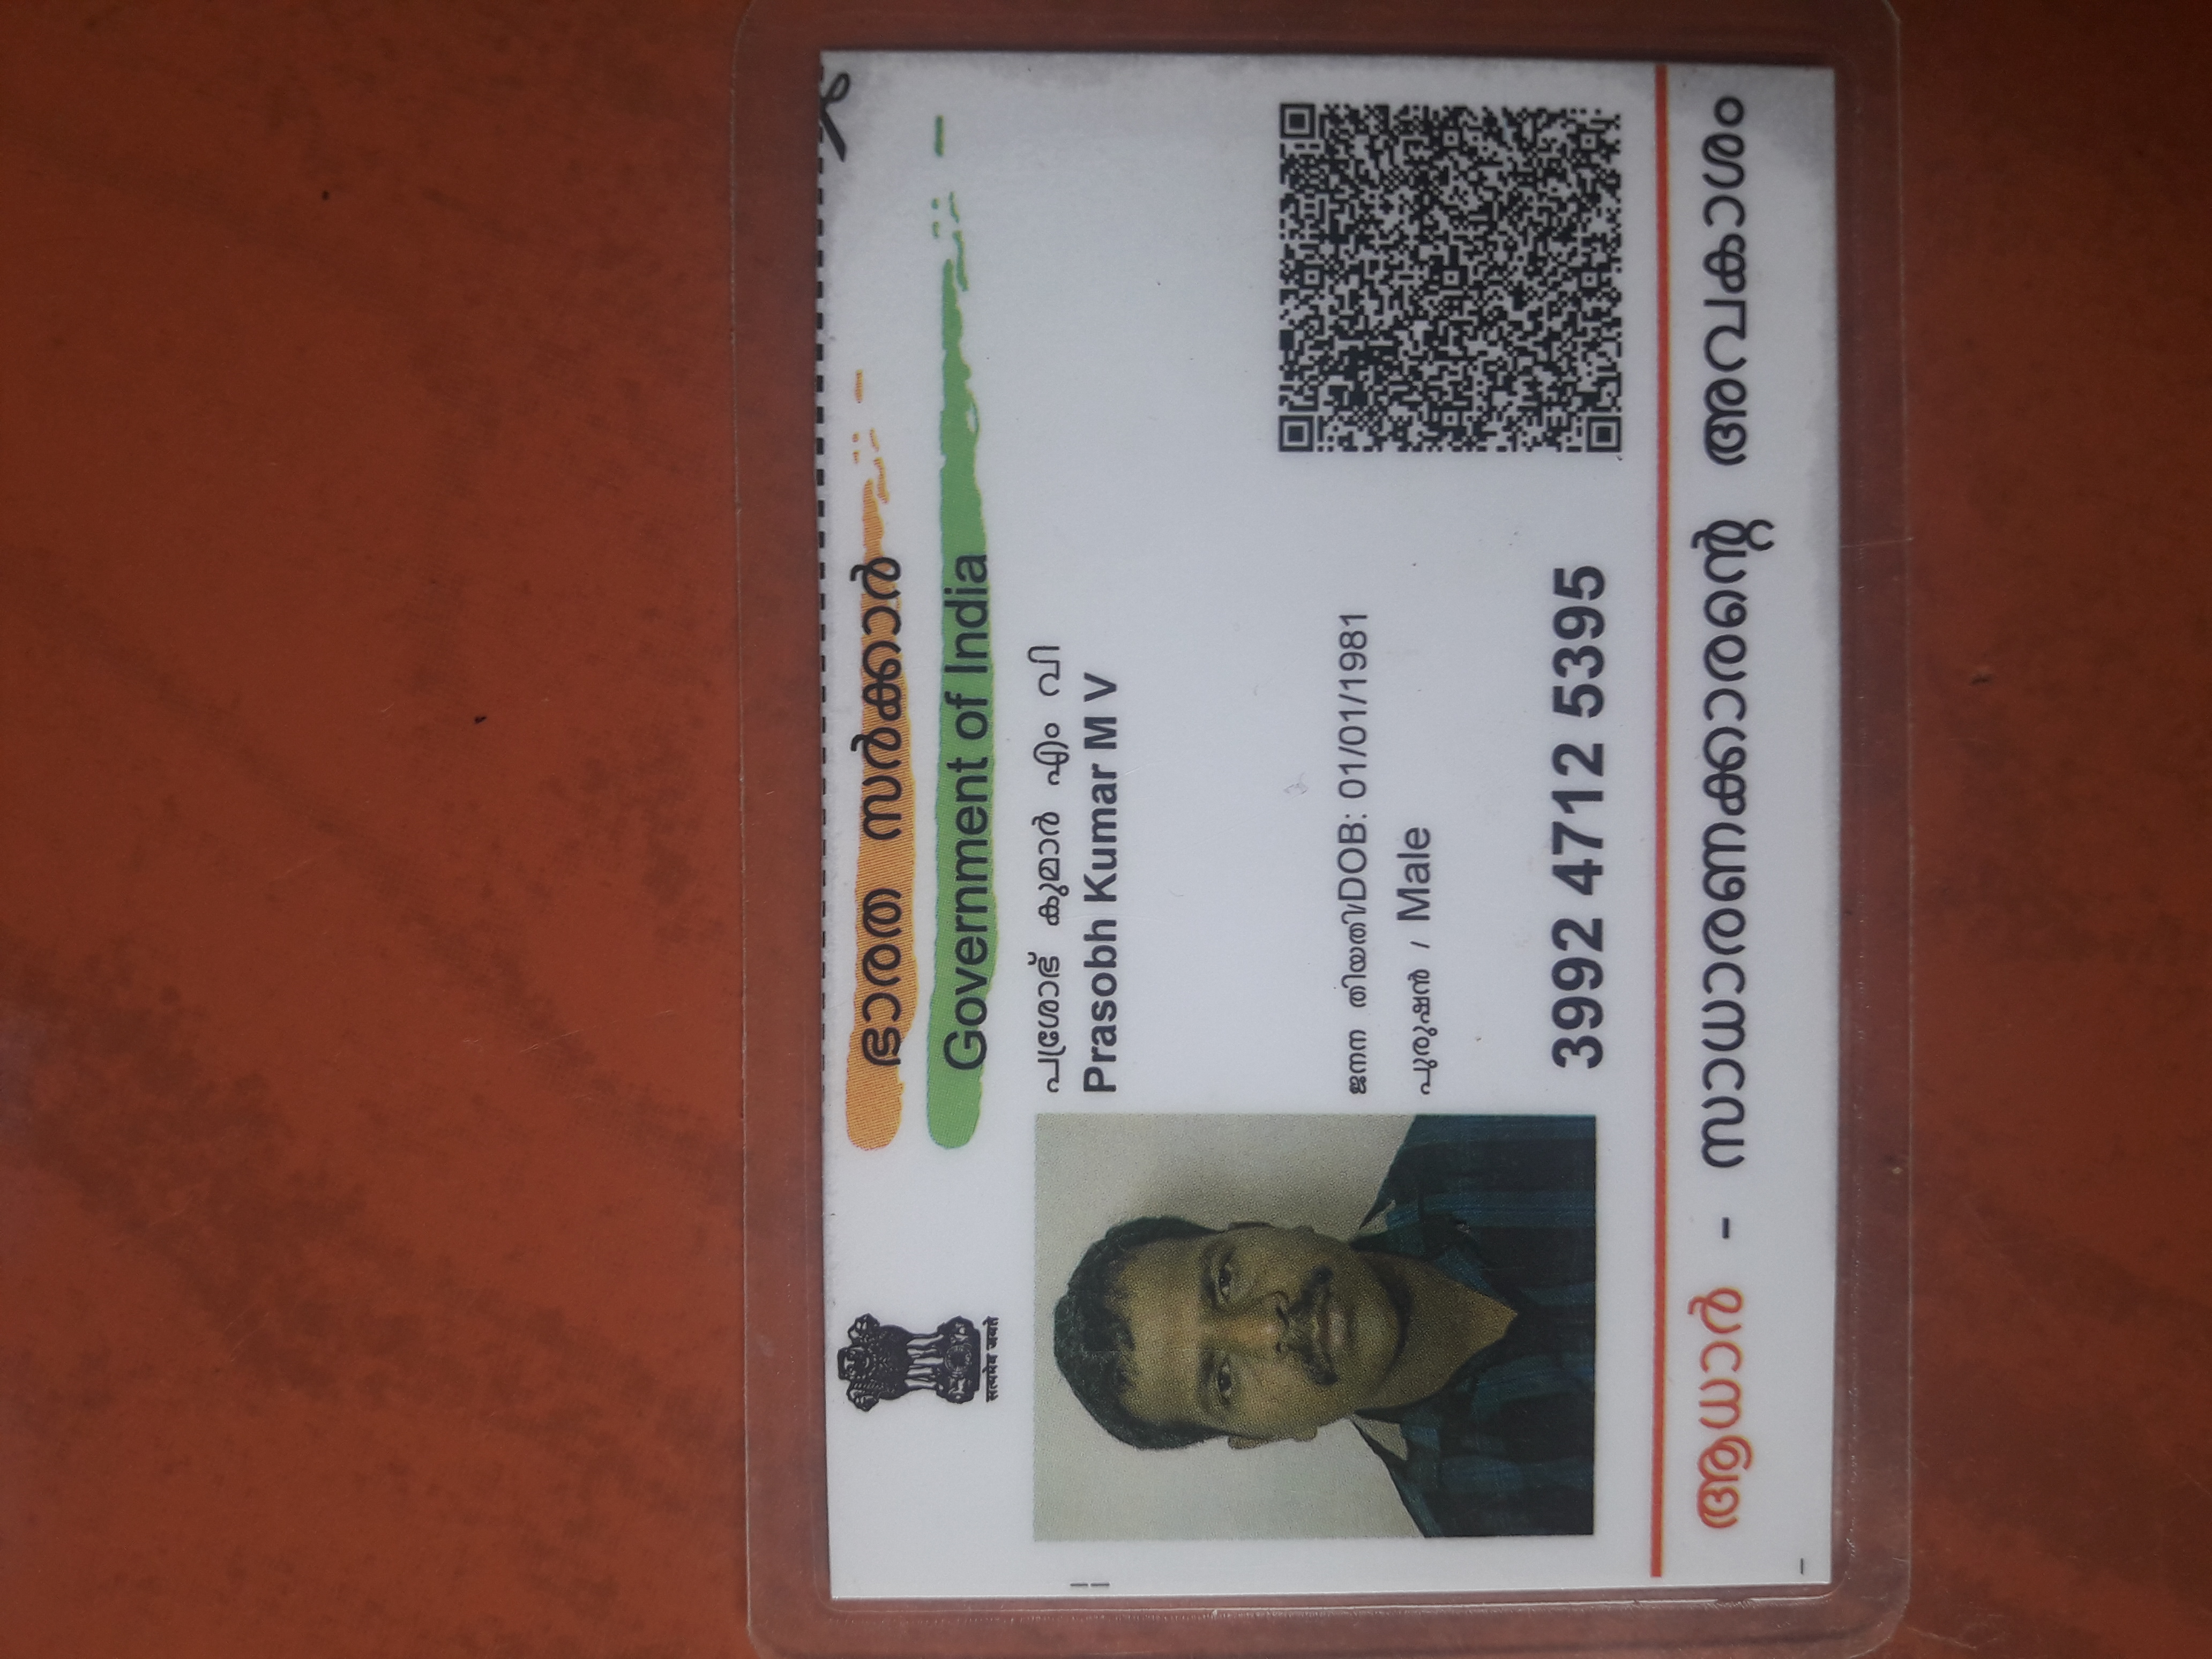 ഭാരത സർക്കാർ
Government of India
सत्यमेव जयते
പ്രശോഭ് കുമാർ എം വി
Prasobh Kumar M V
ജനന തിയതി/DOB: 01/01/1981
പുരുഷൻ / Male
3992 4712 5395
ആധാർ - സാധാരണക്കാരന്റെ അവകാശം